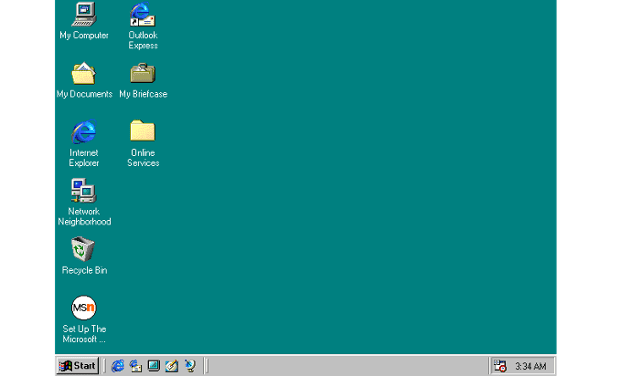 My Computer
Outlook
Express
My Documents
My Briefcase
Internet
Explorer
Online
Services
Network
Neighborhood
Recycle Bin
msn
Set Up The
Microsoft ...
Start
3:34 AM